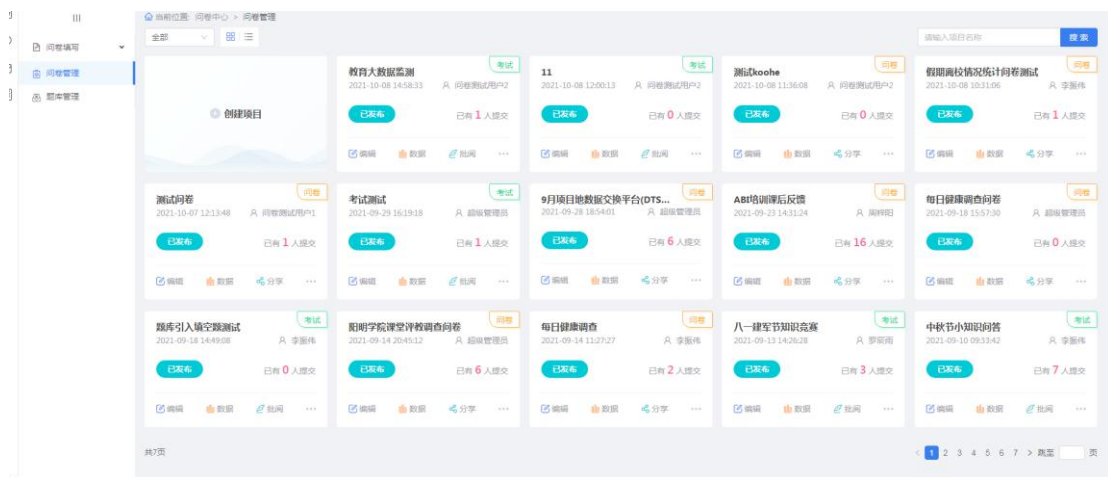 当前位置: 问卷中心 > 问卷管理
问卷填写
问卷管理
题库管理
全部
请输入项目名称
搜索
创建项目
考试
教育大数据监测
2021-10-08 14:58:33 问卷测试用户2
已发布 已有 1 人提交
编辑 数据 批阅 ...
考试
11
2021-10-08 12:00:13 问卷测试用户2
已发布 已有 0 人提交
编辑 数据 批阅 ...
问卷
测试koohe
2021-10-08 11:36:08 问卷测试用户2
已发布 已有 0 人提交
编辑 数据 分享 ...
问卷
假期离校情况统计问卷测试
2021-10-08 10:31:06 李振伟
已发布 已有 1 人提交
编辑 数据 分享 ...
问卷
测试问卷
2021-10-07 12:13:48 问卷测试用户1
已发布 已有 1 人提交
编辑 数据 分享 ...
考试
考试测试
2021-09-29 16:19:18 超级管理员
已发布 已有 1 人提交
编辑 数据 批阅 ...
问卷
9月项目地数据交换平台(DTS...
2021-09-28 18:54:01 超级管理员
已发布 已有 6 人提交
编辑 数据 分享 ...
问卷
ABI培训课后反馈
2021-09-23 14:31:24
已发布 已有 16 人提交
编辑 数据 分享 ...
问卷
每日健康调查问卷
2021-09-18 15:57:30 超级管理员
已发布 已有 0 人提交
编辑 数据 分享 ...
考试
题库引入填空题测试
2021-09-18 14:49:08 李振伟
已发布 已有 0 人提交
编辑 数据 批阅 ...
问卷
阳明学院课堂评教调查问卷
2021-09-14 20:45:12 超级管理员
已发布 已有 6 人提交
编辑 数据 分享 ...
问卷
每日健康调查
2021-09-14 11:27:27 李振伟
已发布 已有 2 人提交
编辑 数据 分享 ...
考试
八一建军节知识竞赛
2021-09-13 14:26:28
已发布 已有 3 人提交
编辑 数据 批阅 ...
考试
中秋节小知识问答
2021-09-10 09:33:42 李振伟
已发布 已有 7 人提交
编辑 数据 批阅 ...
共7页
< 1 2 3 4 5 6 7 > 跳至 页